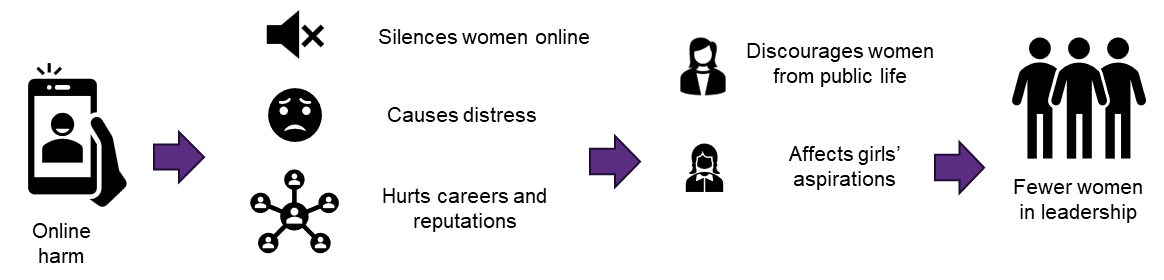 Online
harm
Silences women online
Causes distress
Hurts careers and
reputations
Discourages women
from public life
Affects girls’
aspirations
Fewer women
in leadership